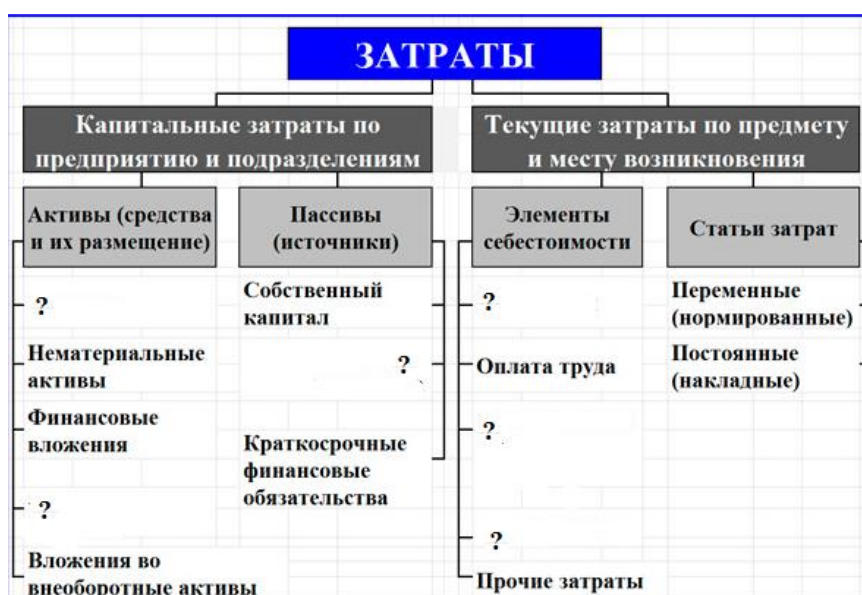 ЗАТРАТЫ
Капитальные затраты по
предприятию и подразделениям
Текущие затраты по предмету
и месту возникновения
Активы (средства
и их размещение)
Пассивы
(источники)
Элементы
себестоимости
Статьи затрат
?
Нематериальные
активы
Финансовые
вложения
?
Вложения во
внеоборотные активы
Собственный
капитал
?
Краткосрочные
финансовые
обязательства
?
Оплата труда
?
?
Прочие затраты
Переменные
(нормированные)
Постоянные
(накладные)